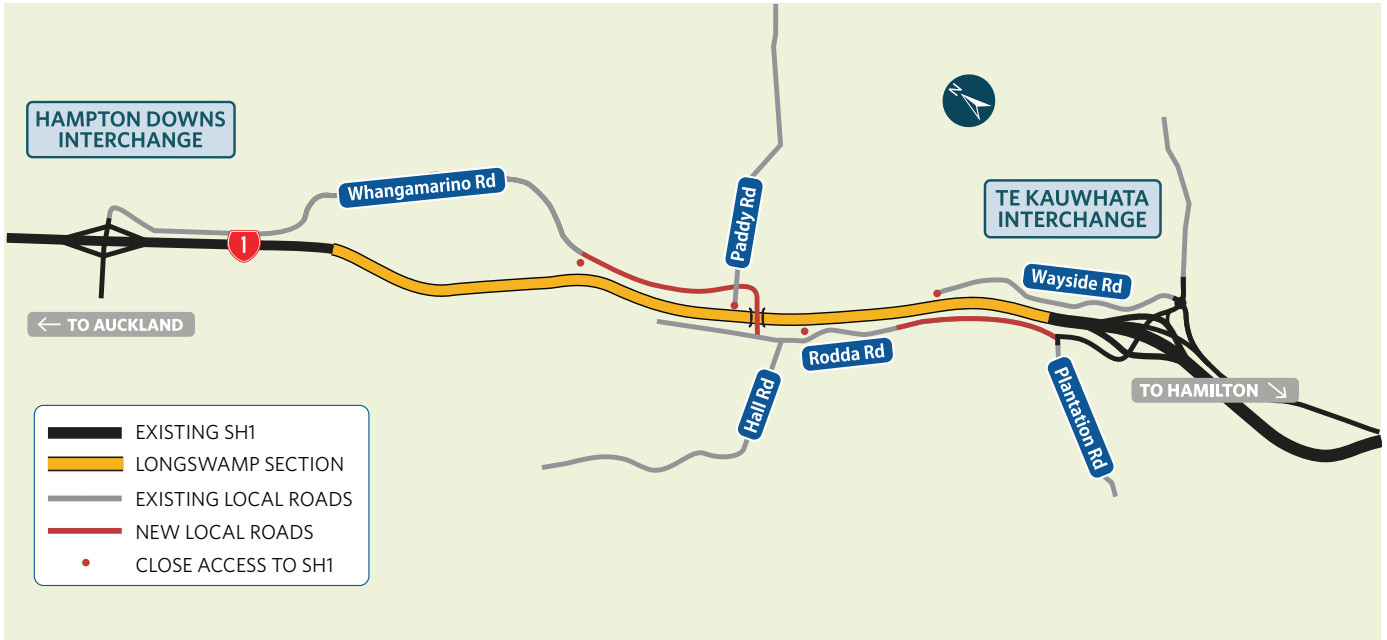 HAMPTON DOWNS
INTERCHANGE
N
Whangamarino Rd
Paddy Rd
TE KAUWHATA
INTERCHANGE
1
Wayside Rd
← TO AUCKLAND
Rodda Rd
Hall Rd
Plantation Rd
TO HAMILTON ↘
EXISTING SH1
LONGSWAMP SECTION
EXISTING LOCAL ROADS
NEW LOCAL ROADS
CLOSE ACCESS TO SH1